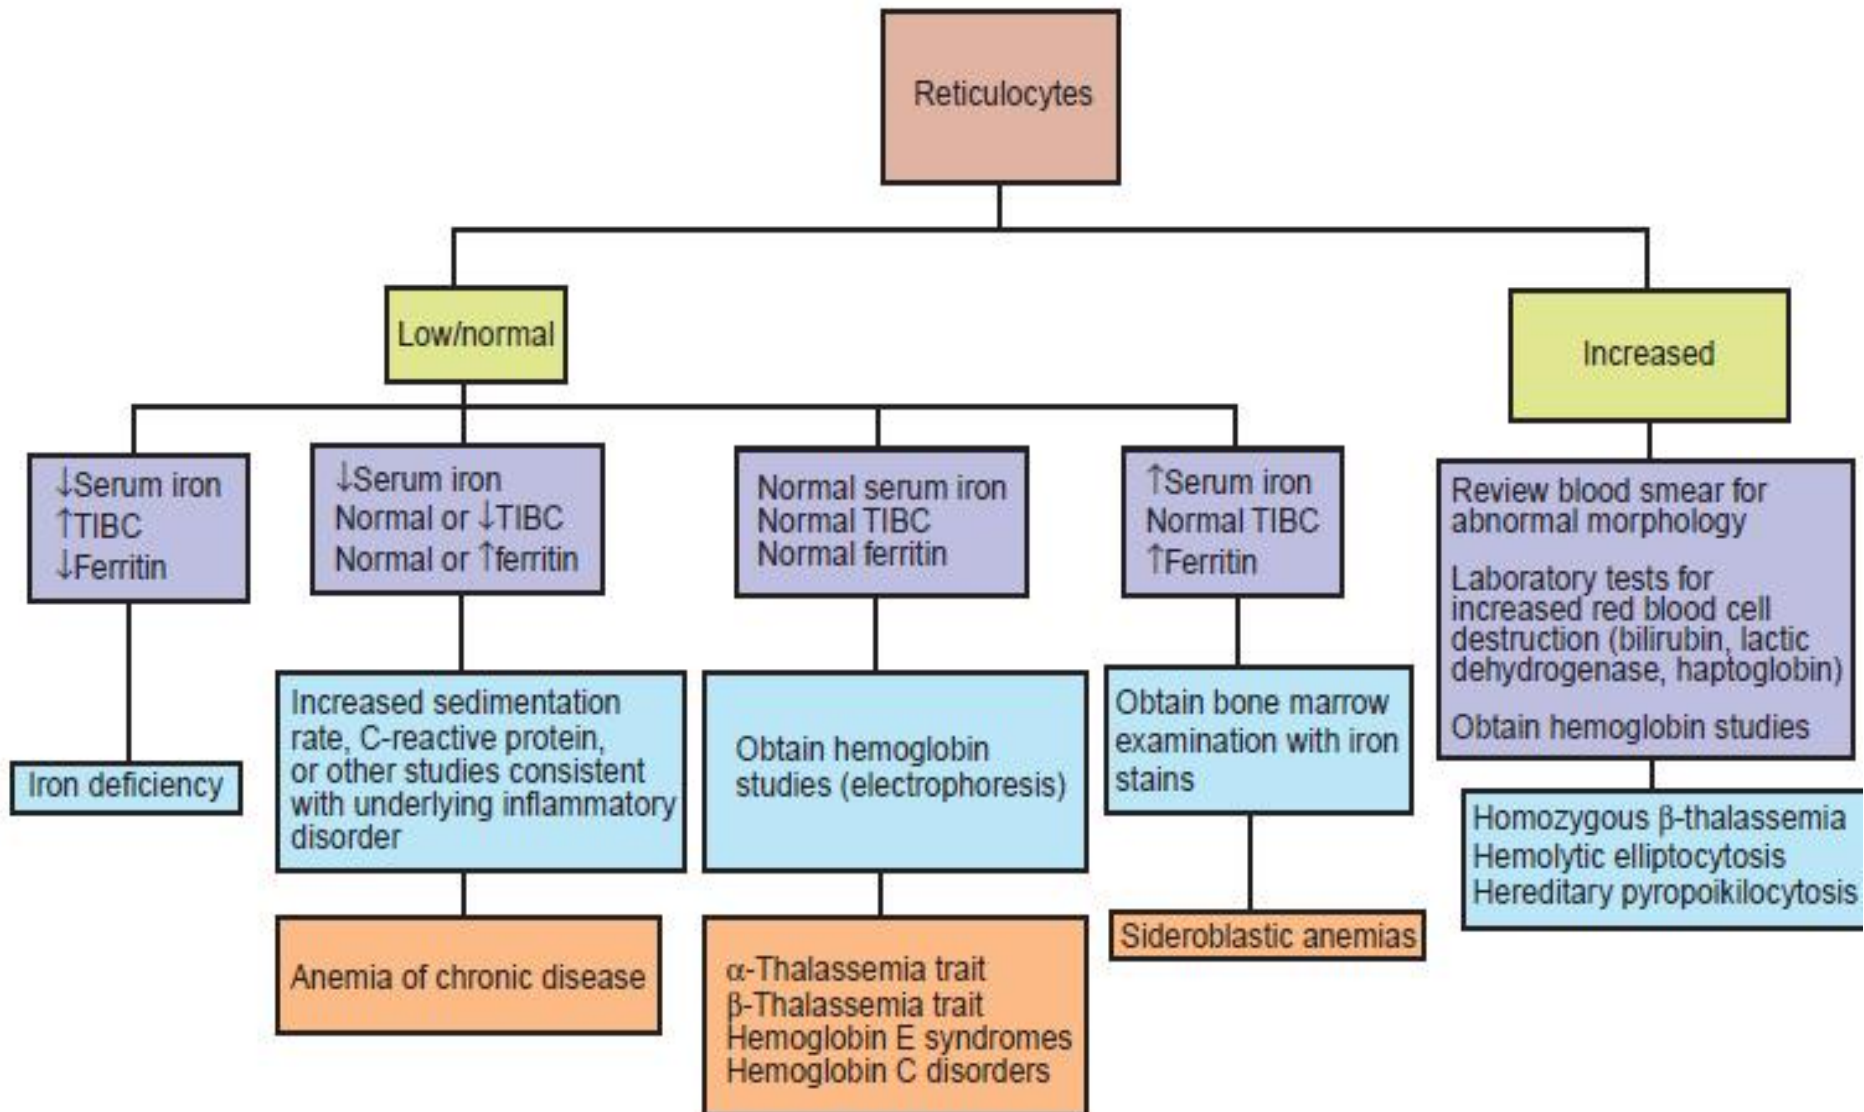 Reticulocytes
Low/normal
Increased
↓Serum iron
↑TIBC
↓Ferritin
↓Serum iron
Normal or ↓TIBC
Normal or ↑ferritin
Normal serum iron
Normal TIBC
Normal ferritin
↑Serum iron
Normal TIBC
↑Ferritin
Review blood smear for
abnormal morphology
Laboratory tests for
increased red blood cell
destruction (bilirubin, lactic
dehydrogenase, haptoglobin)
Obtain hemoglobin studies
Iron deficiency
Increased sedimentation
rate, C-reactive protein,
or other studies consistent
with underlying inflammatory
disorder
Obtain hemoglobin
studies (electrophoresis)
Obtain bone marrow
examination with iron
stains
Homozygous β-thalassemia
Hemolytic elliptocytosis
Hereditary pyropoikilocytosis
Anemia of chronic disease
α-Thalassemia trait
β-Thalassemia trait
Hemoglobin E syndromes
Hemoglobin C disorders
Sideroblastic anemias